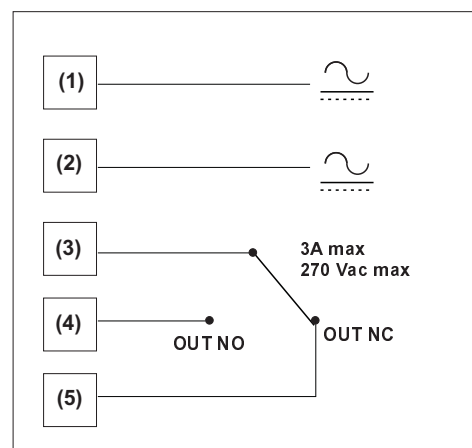 (1)
(2)
(3)
3A max
270 Vac max
(4)
OUT NO
OUT NC
(5)